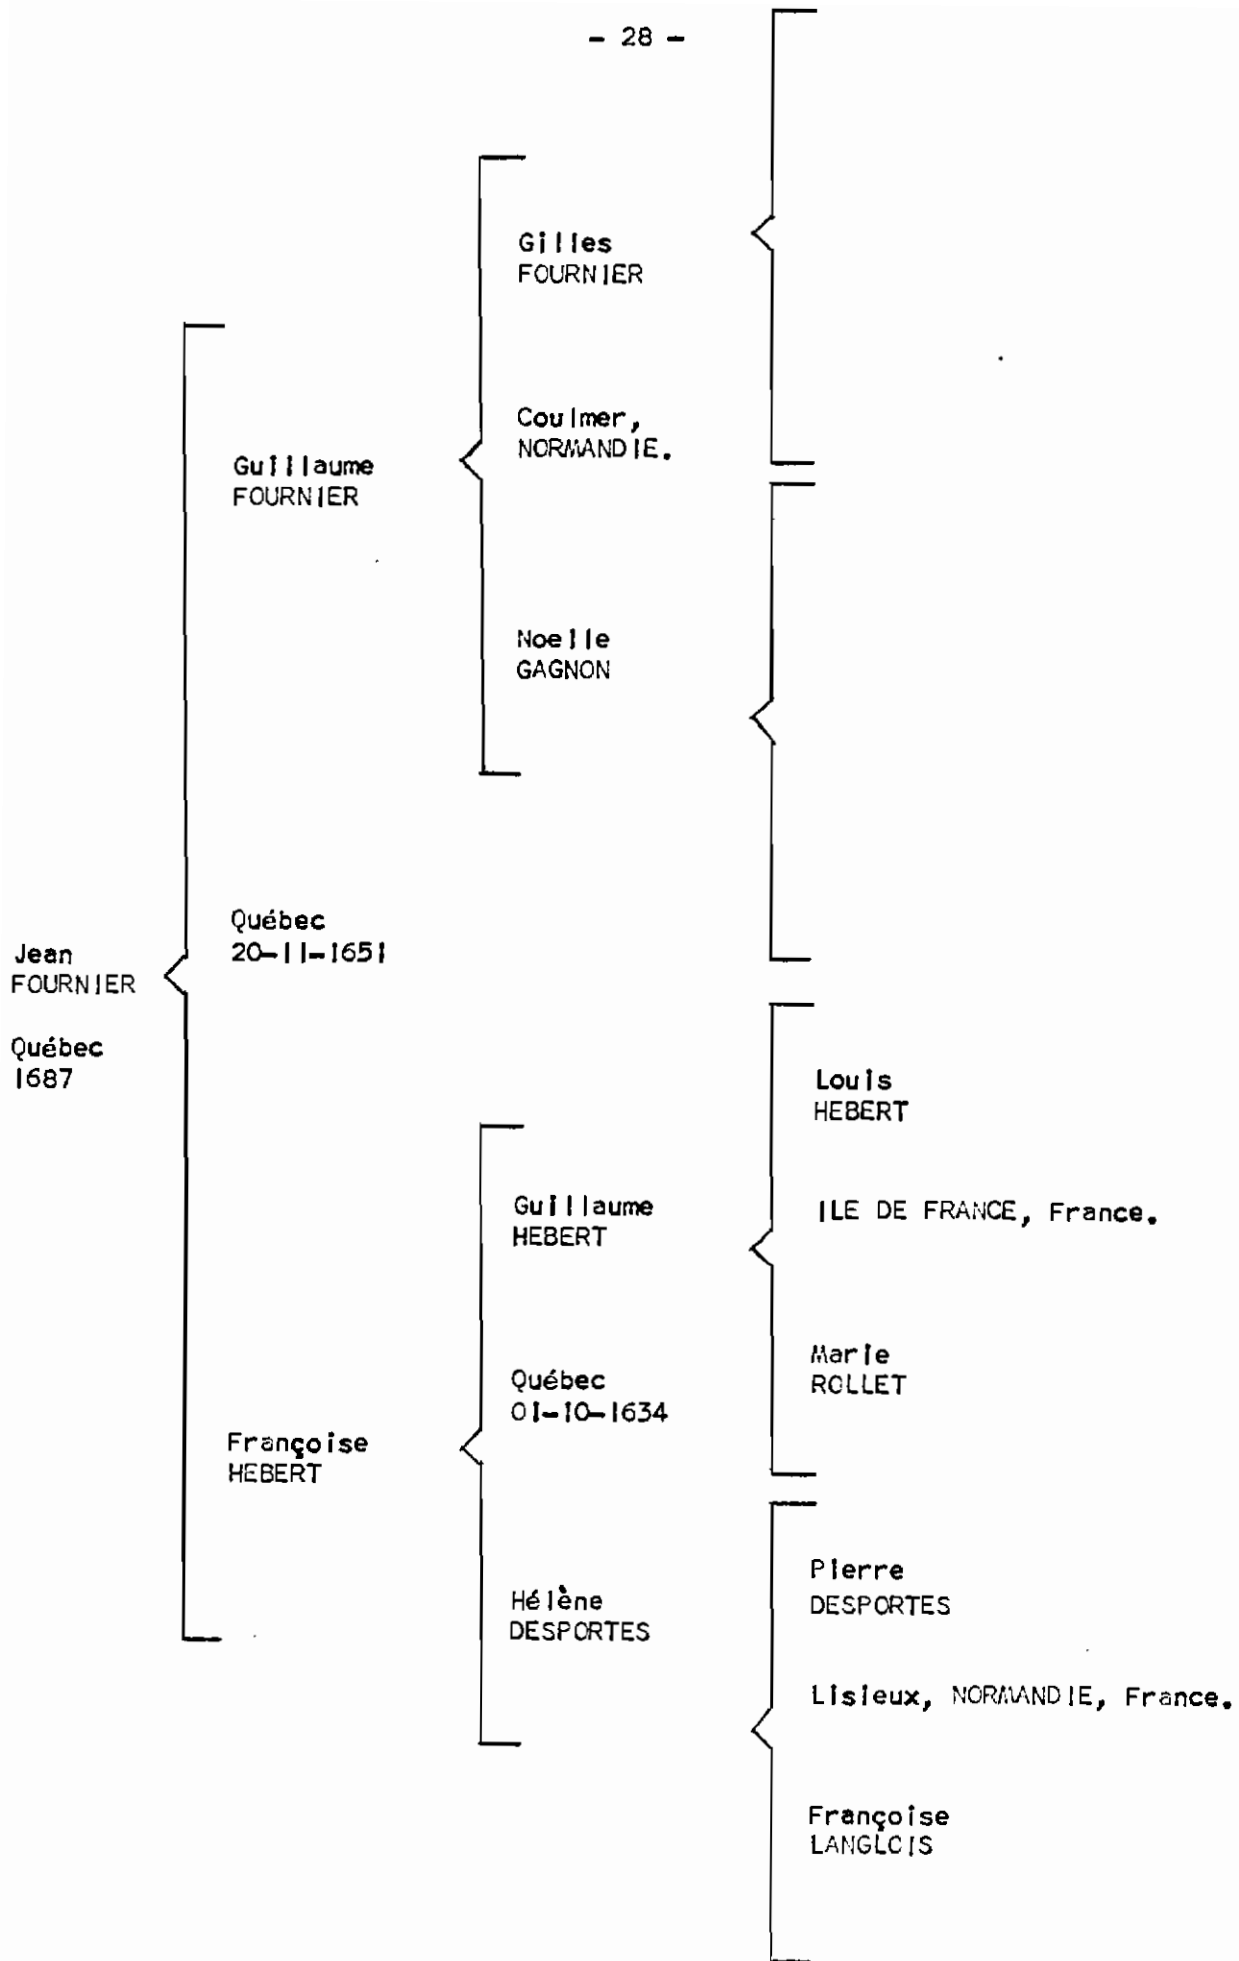 - 28 -
Gilles
FOURNIER
Coulmer,
NORMANDIE.
Guillaume
FOURNIER
Noelle
GAGNON
Québec
20-11-1651
Jean
FOURNIER
Québec
1687
Louis
HEBERT
Guillaume
HEBERT
ILE DE FRANCE, France.
Marie
ROLLET
Québec
01-10-1634
Françoise
HEBERT
Pierre
DESPORTES
Hélène
DESPORTES
Lisieux, NORMANDIE, France.
Françoise
LANGLOIS